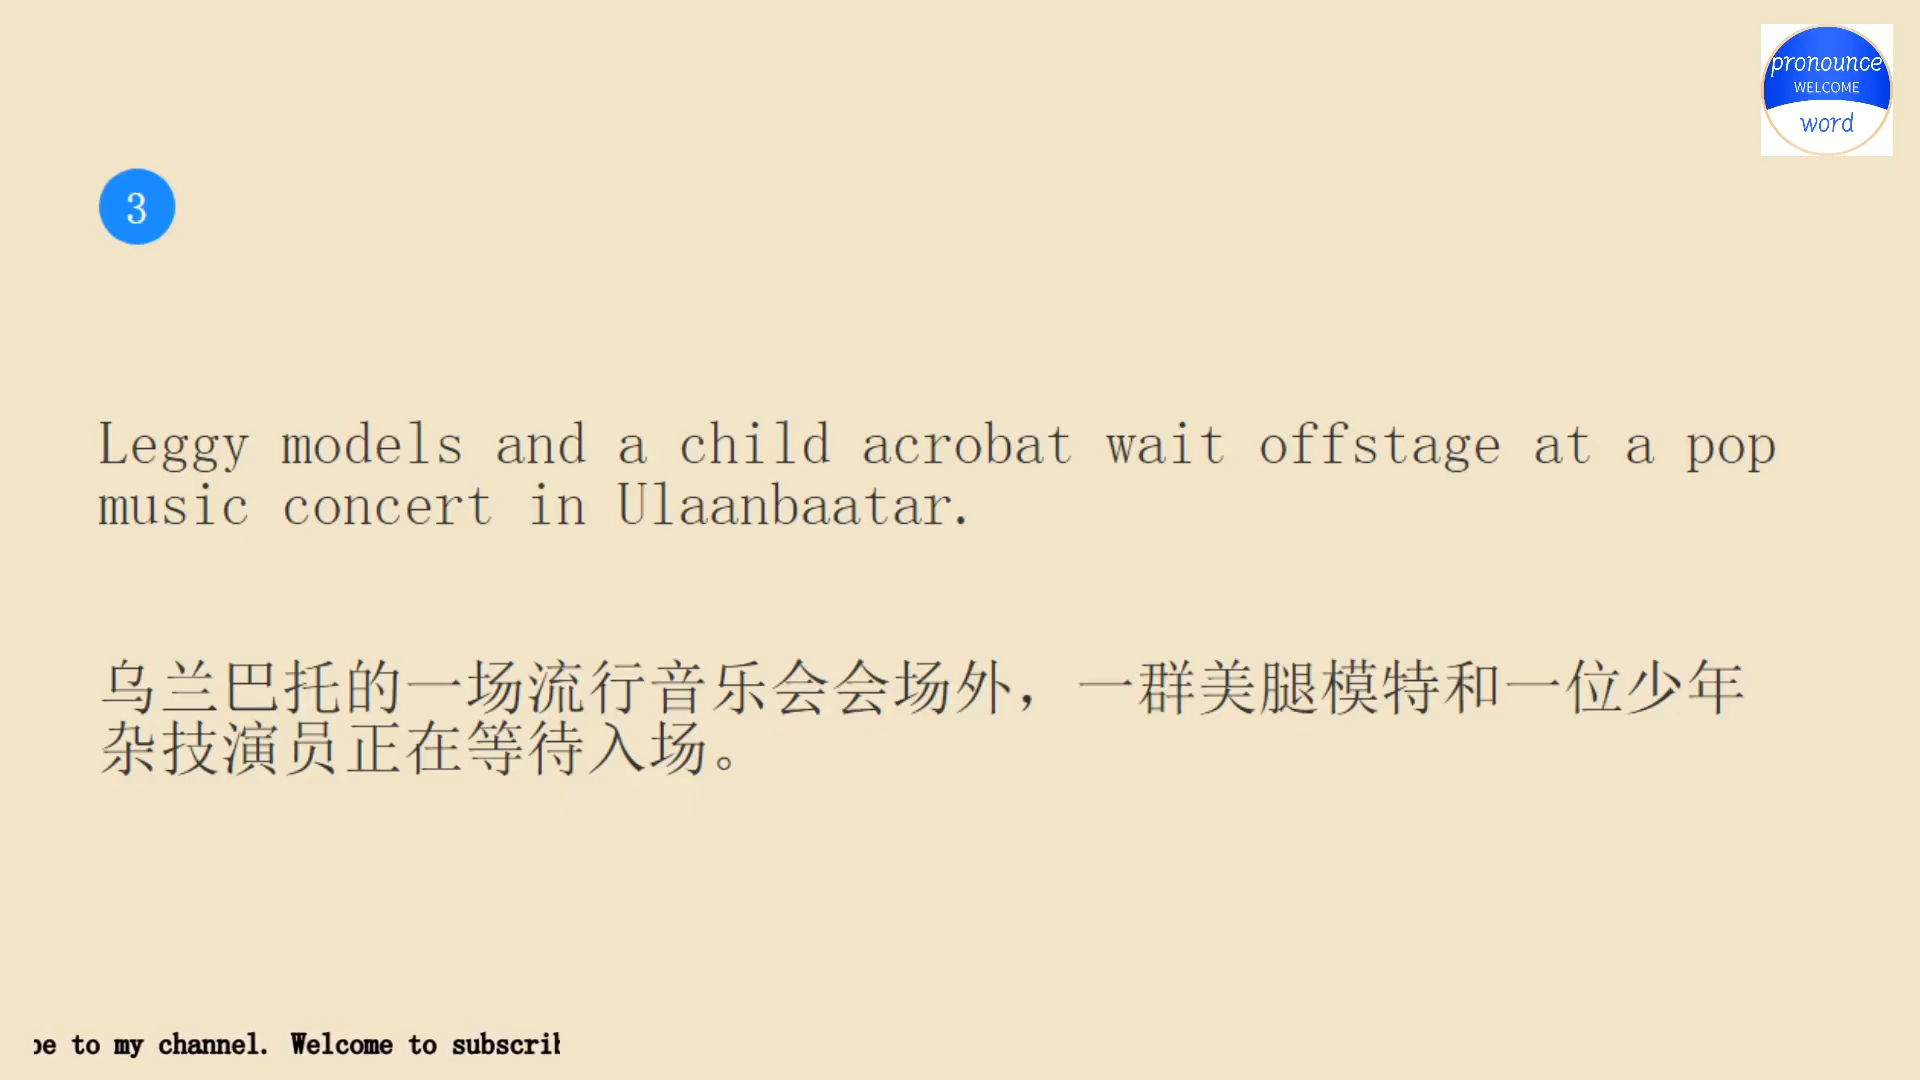 pronounce
WELCOME
word
3
Leggy models and a child acrobat wait offstage at a pop
music concert in Ulaanbaatar.
乌兰巴托的一场流行音乐会会场外，一群美腿模特和一位少年
杂技演员正在等待入场。
be to my channel. Welcome to subscrib